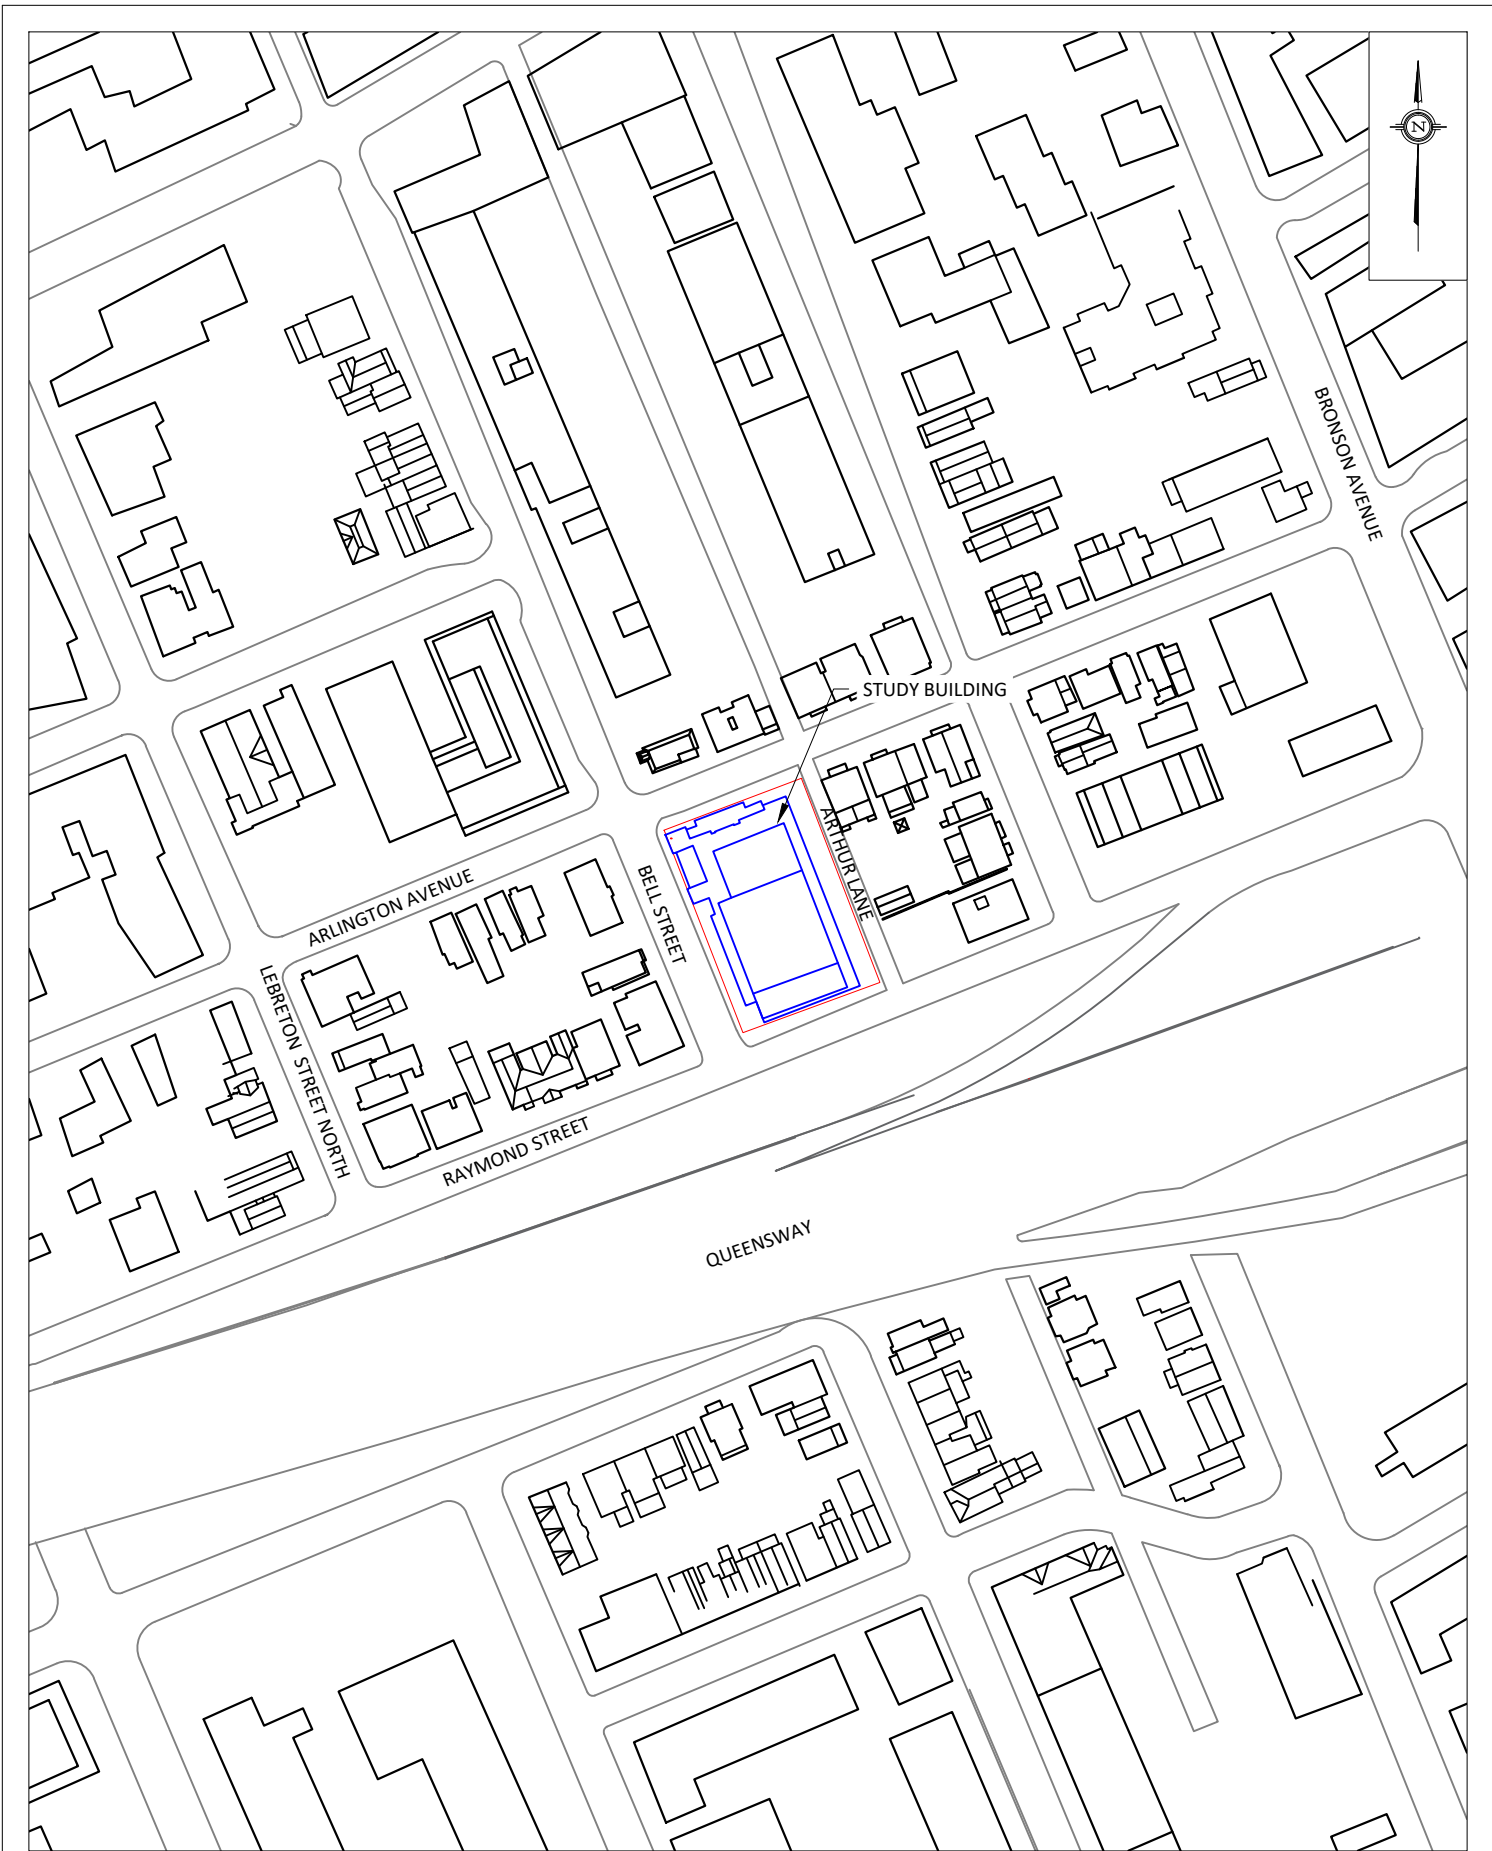 N
BRONSON AVENUE
STUDY BUILDING
ARTHUR LANE
BELL STREET
ARLINGTON AVENUE
LEBRETON STREET NORTH
RAYMOND STREET
QUEENSWAY